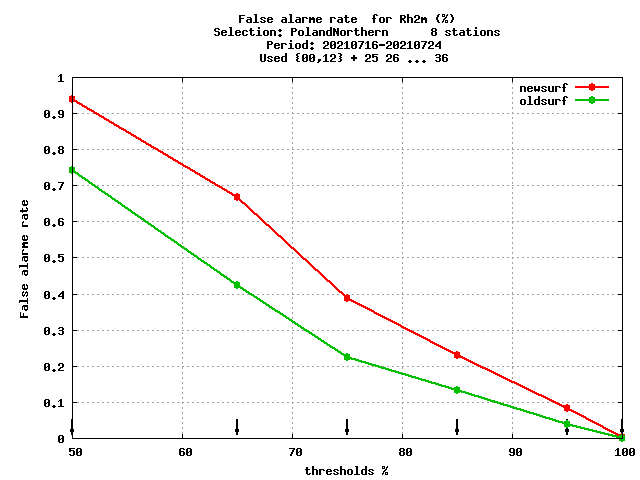 False alarme rate  for Rh2m (%)
Selection: PolandNorthern      8 stations
Period: 20210716-20210724
Used {00,12} + 25 26 ... 36
newsurf
oldsurf
1
0.9
0.8
0.7
0.6
0.5
0.4
0.3
0.2
0.1
0
False alarme rate
50 60 70 80 90 100
thresholds %